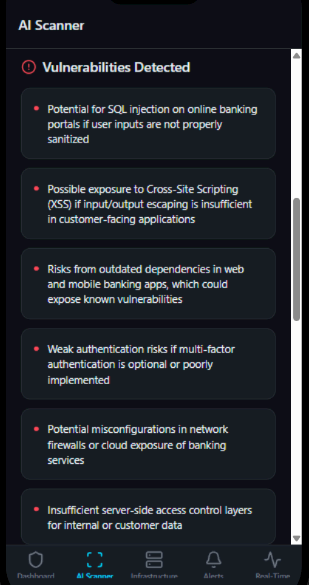 AI Scanner
Vulnerabilities Detected
Potential for SQL injection on online banking
portals if user inputs are not properly
sanitized
Possible exposure to Cross-Site Scripting
(XSS) if input/output escaping is insufficient
in customer-facing applications
Risks from outdated dependencies in web
and mobile banking apps, which could
expose known vulnerabilities
Weak authentication risks if multi-factor
authentication is optional or poorly
implemented
Potential misconfigurations in network
firewalls or cloud exposure of banking
services
Insufficient server-side access control layers
for internal or customer data
Dashboard AI Scanner Infrastructure Alerts Real-Time